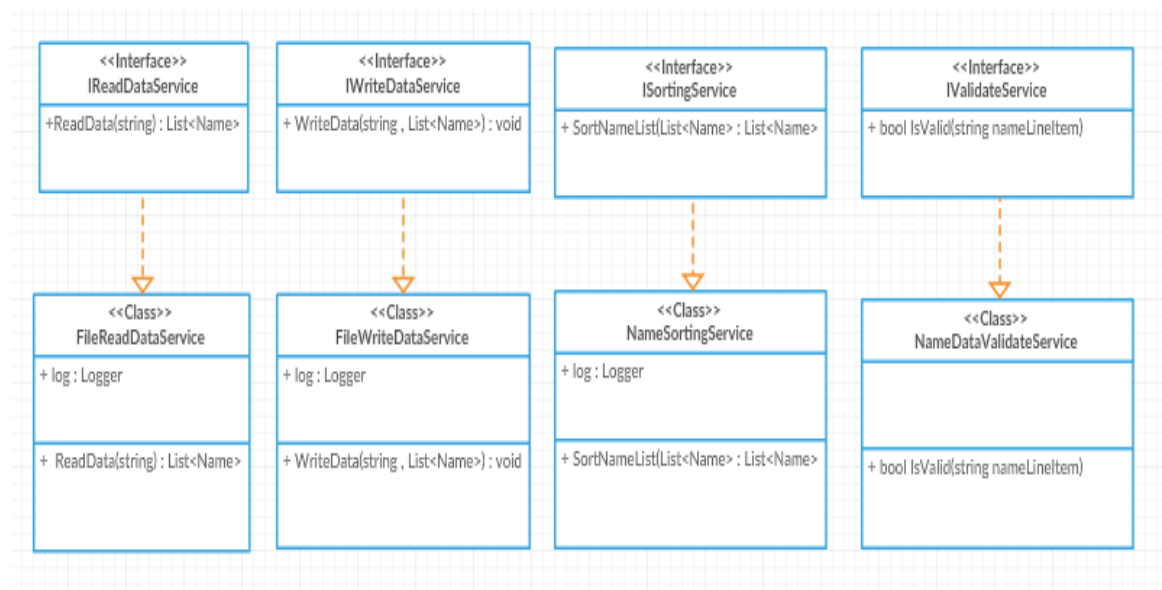 <<Interface>>
IReadDataService
+ReadData(string) : List<Name>
<<Interface>>
IWriteDataService
+ WriteData(string , List<Name>) : void
<<Interface>>
ISortingService
+ SortNameList(List<Name> : List<Name>
<<Interface>>
IValidateService
+ bool IsValid(string nameLineItem)
<<Class>>
FileReadDataService
+ log : Logger
+ ReadData(string) : List<Name>
<<Class>>
FileWriteDataService
+ log : Logger
+ WriteData(string , List<Name>) : void
<<Class>>
NameSortingService
+ log : Logger
+ SortNameList(List<Name> : List<Name>
<<Class>>
NameDataValidateService
+ bool IsValid(string nameLineItem)